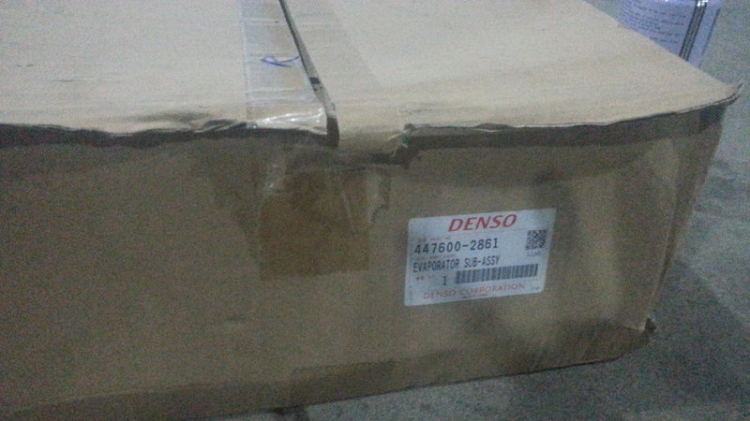 DENSO
447600-2861
EVAPORATOR SUB-ASSY
1
DENSO CORPORATION